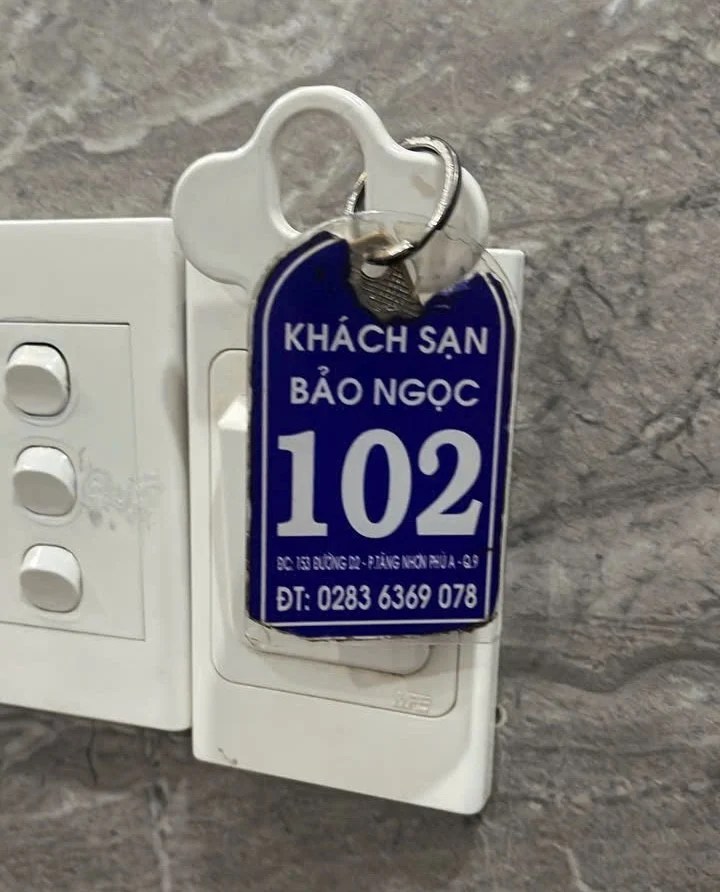 KHÁCH SẠN
BẢO NGỌC
102
ĐC: 153 ĐƯỜNG D2 - P.TĂNG NHƠN PHÚ A - Q.9
ĐT: 0283 6369 078